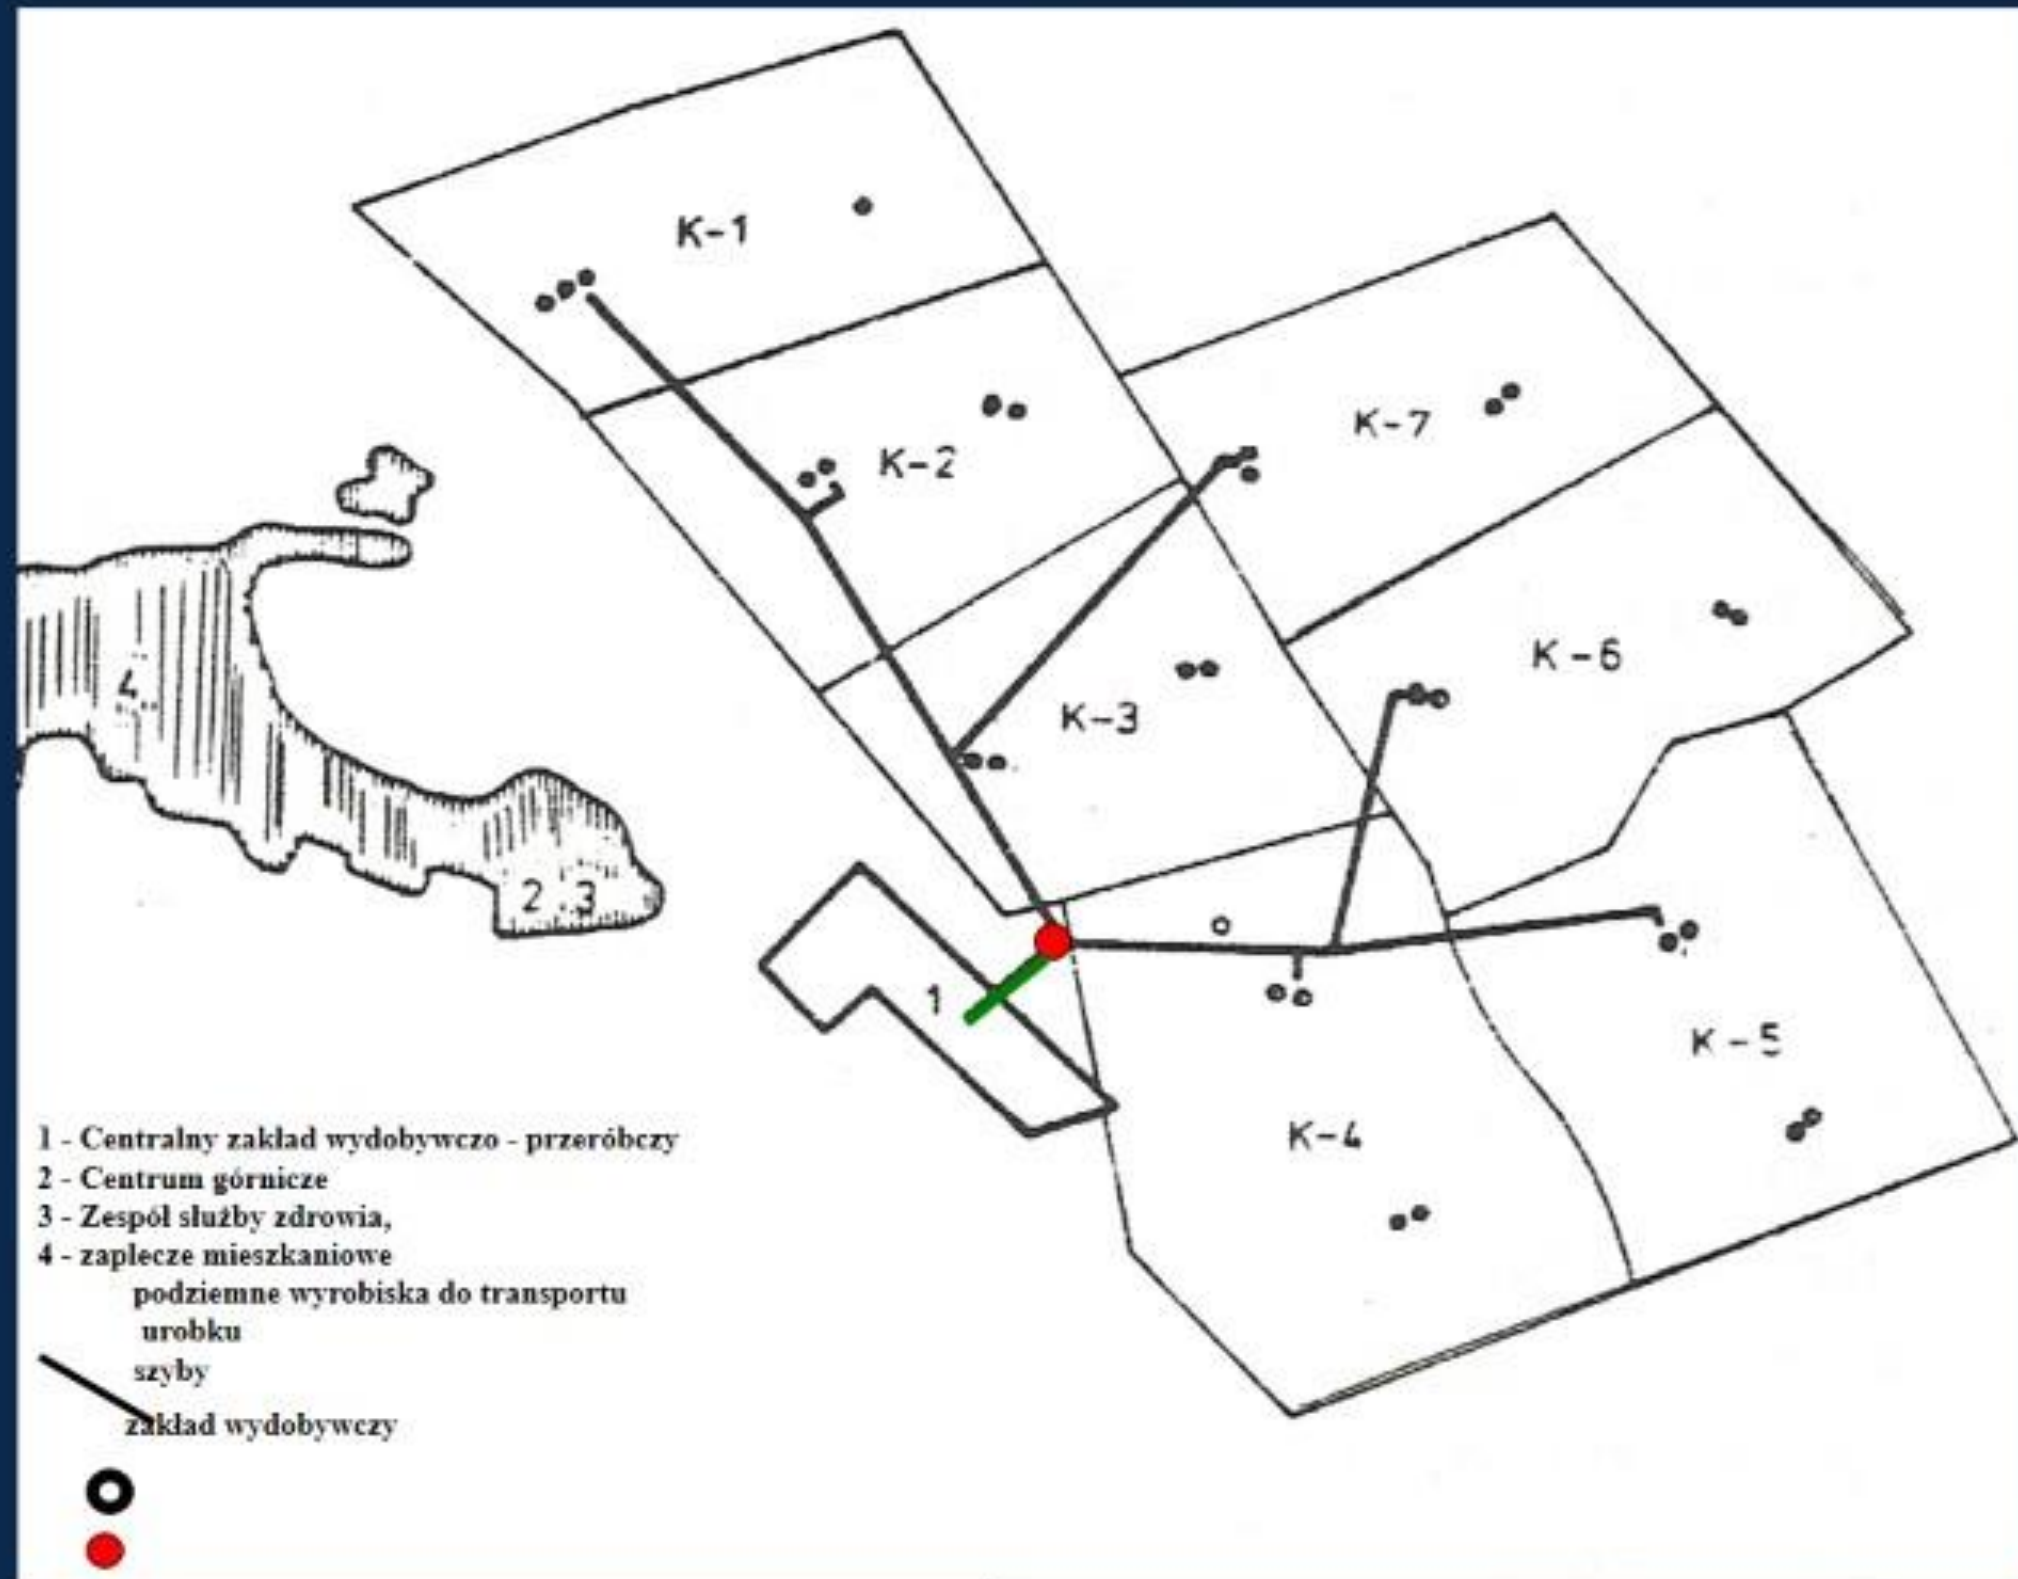 K-1
K-7
K-2
K-6
4
K-3
2.3
1
K-5
K-4
1 - Centralny zakład wydobywczo - przeróbczy
2 - Centrum górnicze
3 - Zespół służby zdrowia,
4 - zaplecze mieszkaniowe
podziemne wyrobiska do transportu
urobku
szyby
zakład wydobywczy